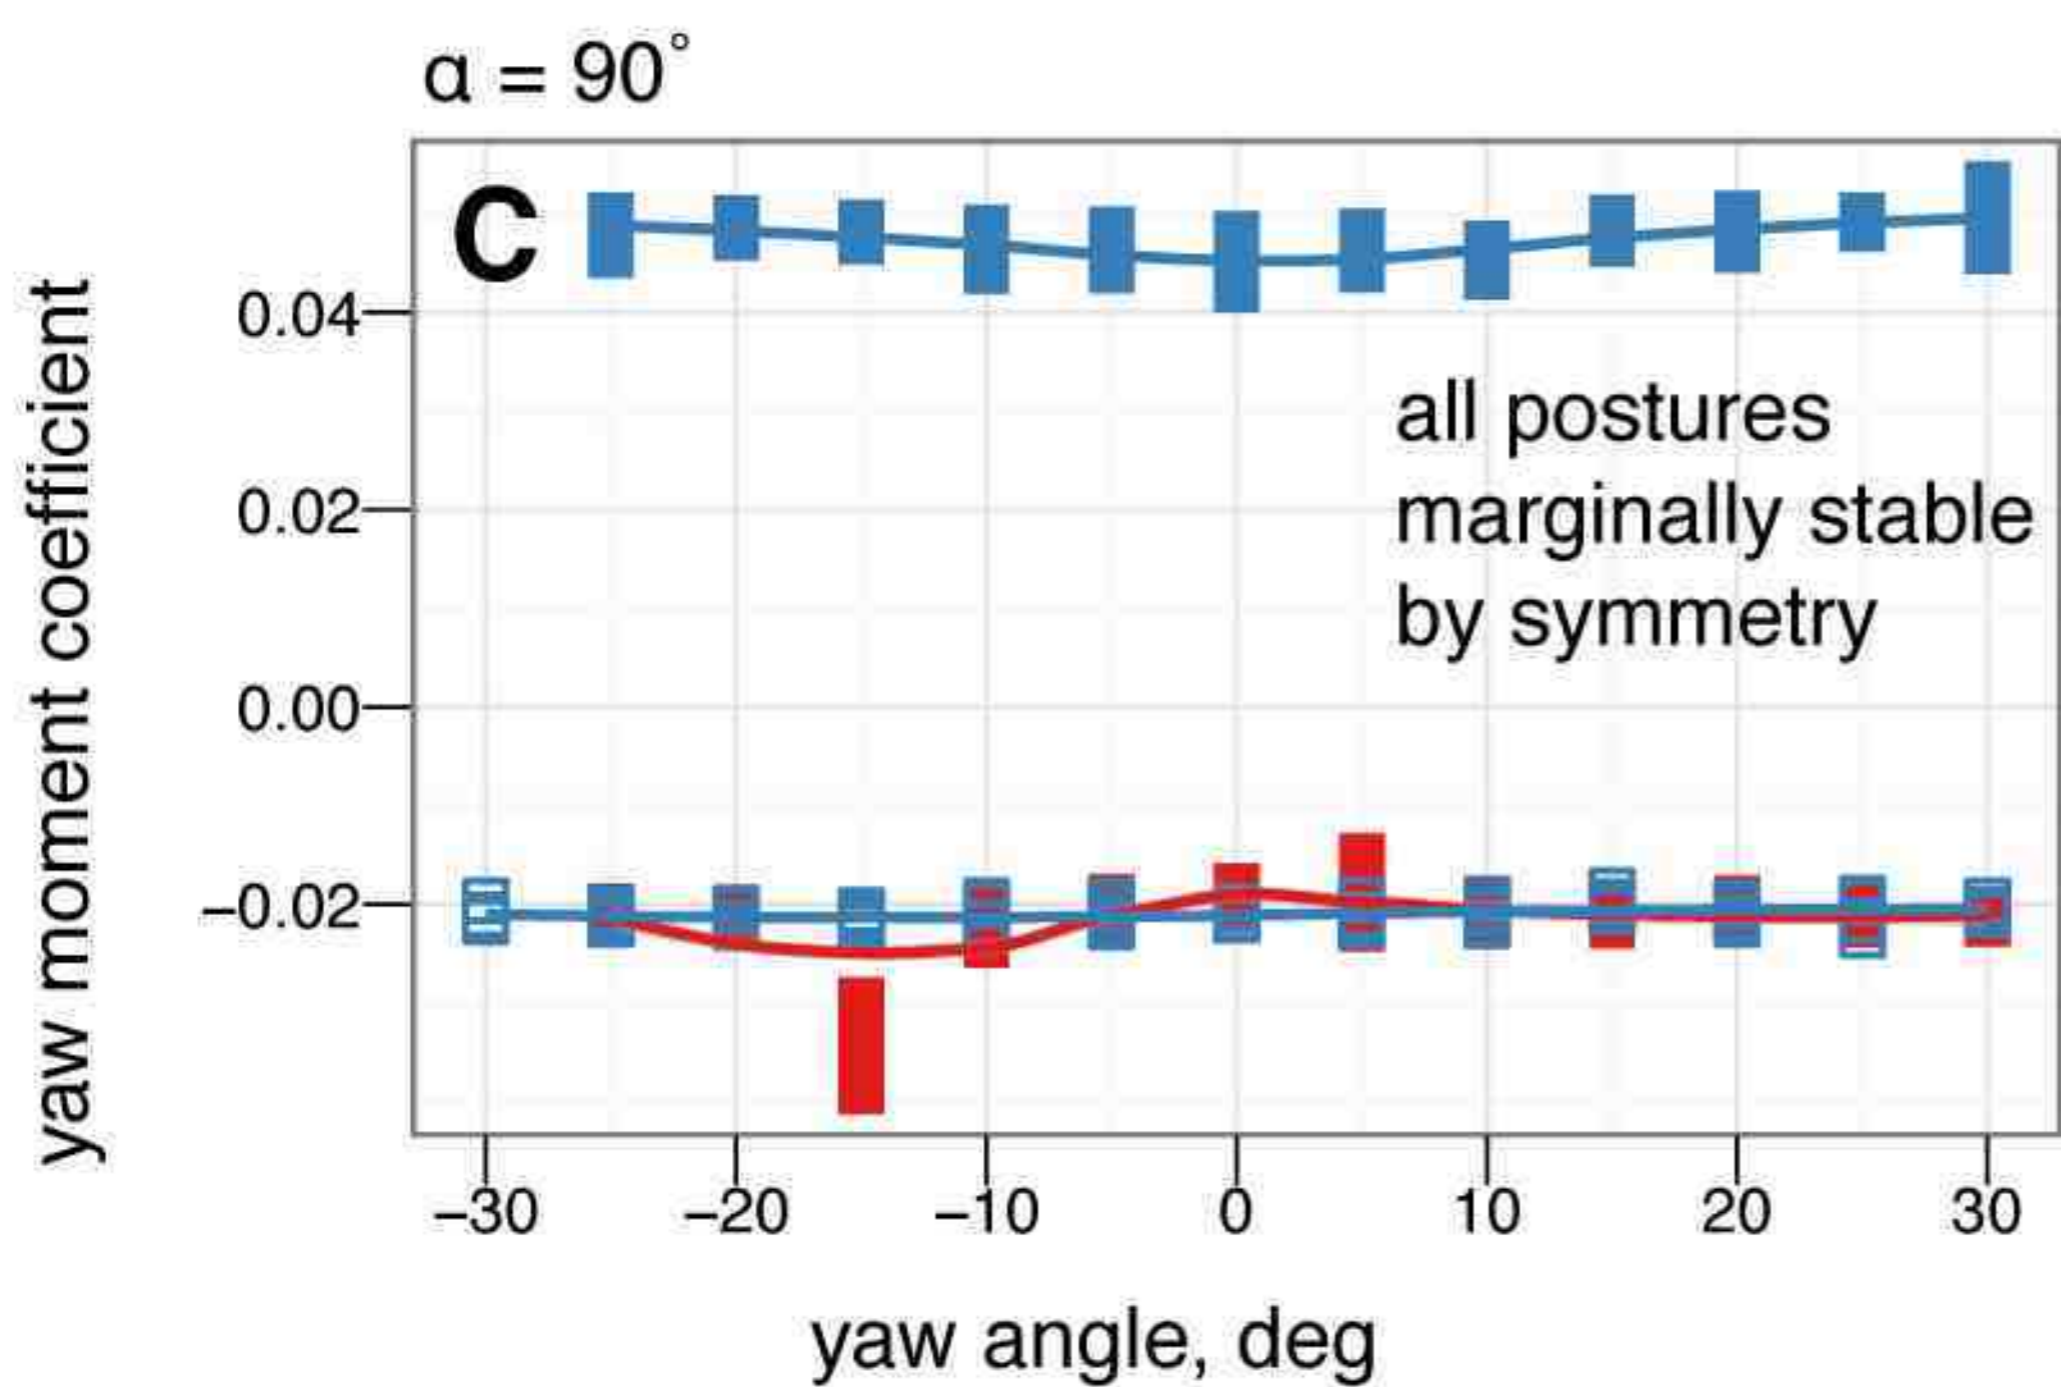 α = 90°
C
yaw moment coefficient
0.04
0.02
0.00
−0.02
all postures
marginally stable
by symmetry
−30 −20 −10 0 10 20 30
yaw angle, deg